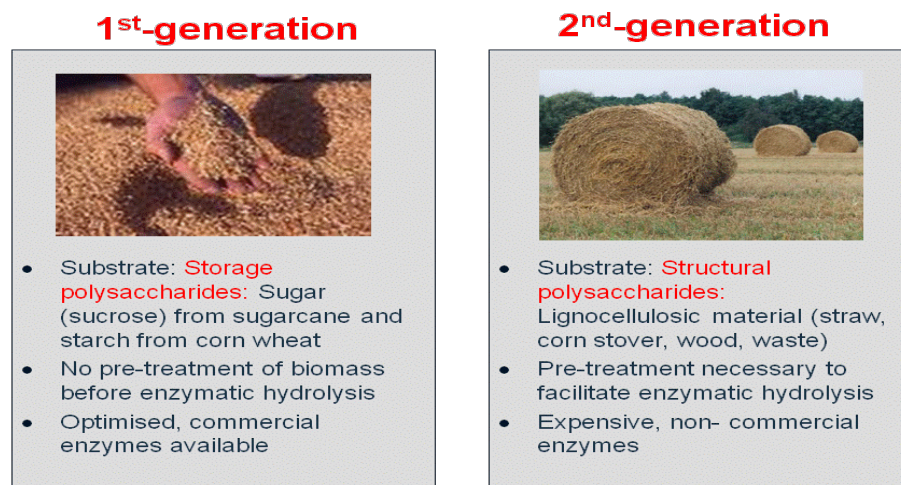 1st-generation
• Substrate: Storage
polysaccharides: Sugar
(sucrose) from sugarcane and
starch from corn wheat
• No pre-treatment of biomass
before enzymatic hydrolysis
• Optimised, commercial
enzymes available
2nd-generation
• Substrate: Structural
polysaccharides:
Lignocellulosic material (straw,
corn stover, wood, waste)
• Pre-treatment necessary to
facilitate enzymatic hydrolysis
• Expensive, non- commercial
enzymes